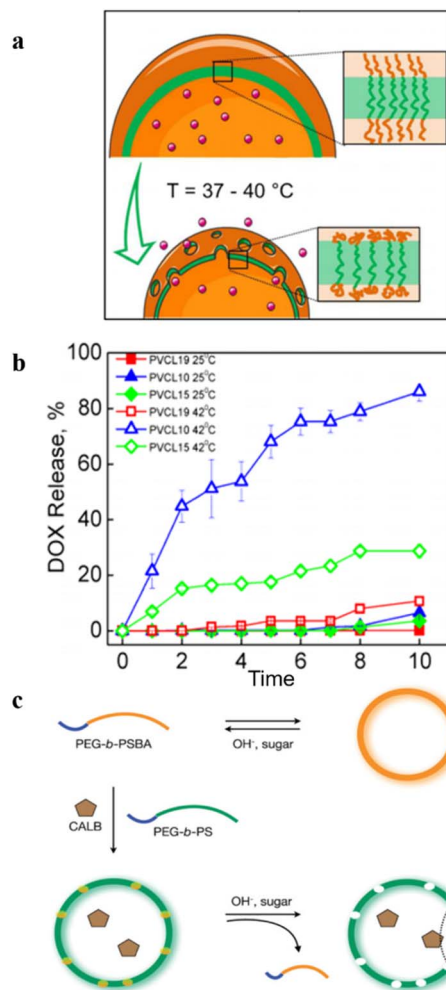 a
T = 37 - 40 °C
b
100
80
60
40
20
0
DOX Release, %
PVCL19 25°C
PVCL10 25°C
PVCL15 25°C
PVCL19 42°C
PVCL10 42°C
PVCL15 42°C
0 2 4 6 8 10
Time
c
PEG-b-PSBA
OH⁻, sugar
CALB
PEG-b-PS
OH⁻, sugar